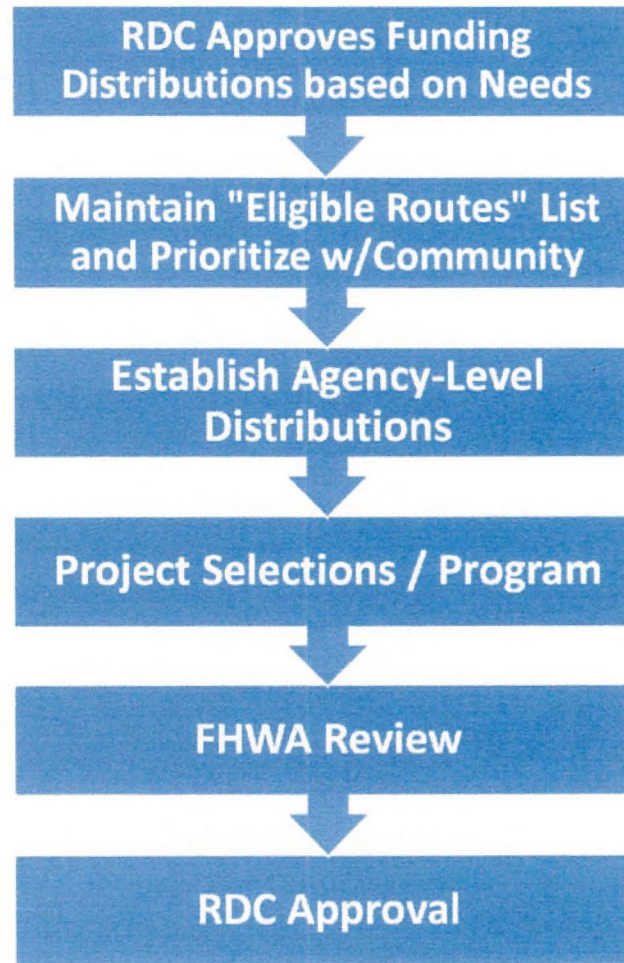 RDC Approves Funding
Distributions based on Needs
Maintain "Eligible Routes" List
and Prioritize w/Community
Establish Agency-Level
Distributions
Project Selections / Program
FHWA Review
RDC Approval